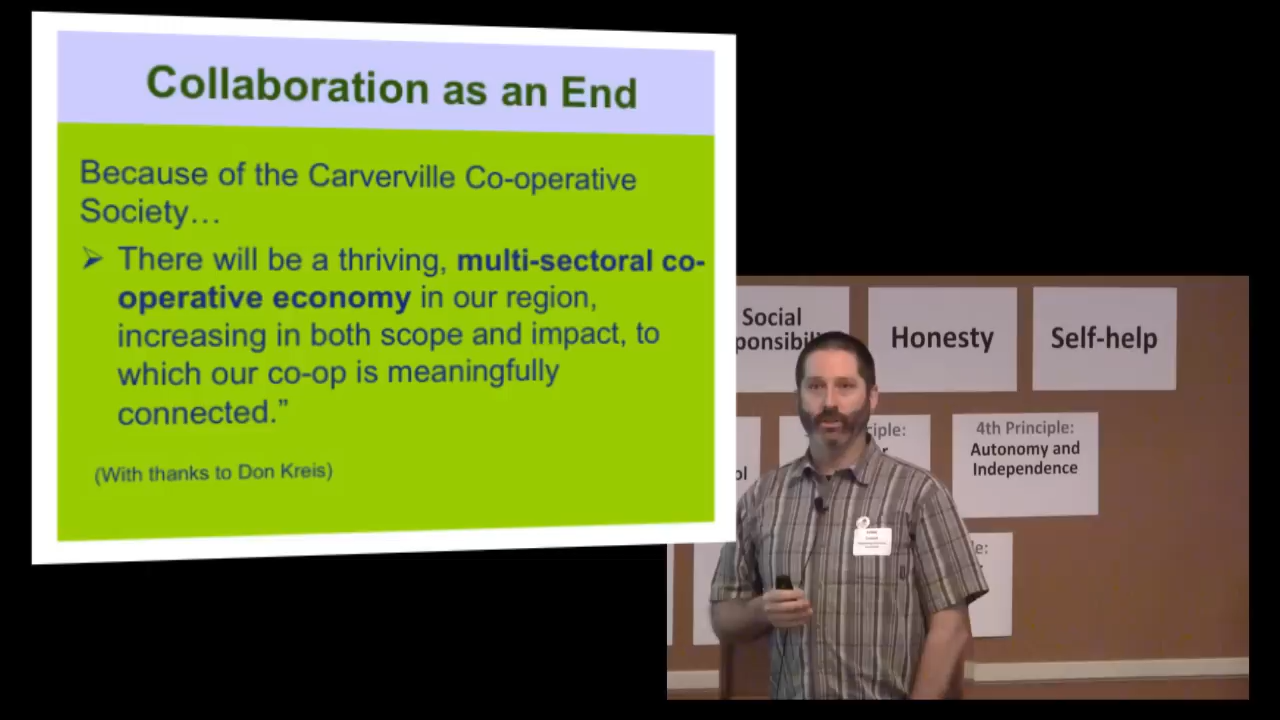 Collaboration as an End
Because of the Carverville Co-operative
Society…
➢ There will be a thriving, multi-sectoral co-
operative economy in our region,
increasing in both scope and impact, to
which our co-op is meaningfully
connected.”
(With thanks to Don Kreis)
Social
Honesty
Self-help
4th Principle:
Autonomy and
Independence